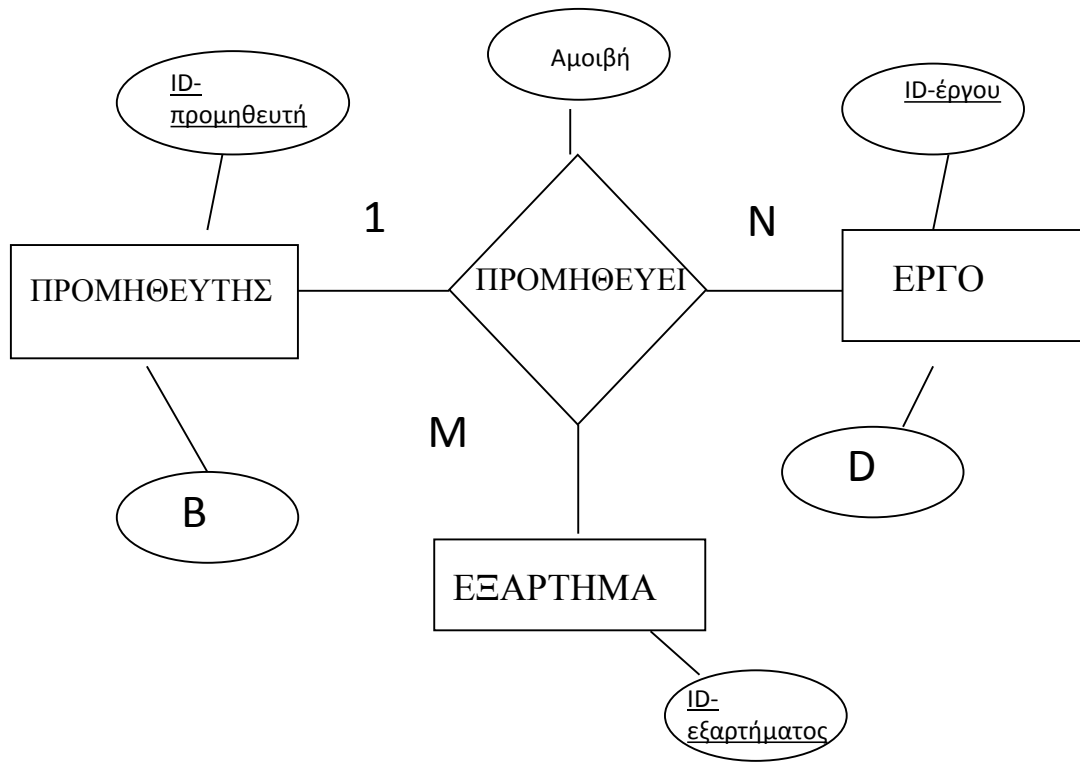 Αμοιβή
ID-
προμηθευτή
ID-έργου
1
N
ΠΡΟΜΗΘΕΥΤΗΣ
ΠΡΟΜΗΘΕΥΕΙ
ΕΡΓΟ
M
B
D
ΕΞΑΡΤΗΜΑ
ID-
εξαρτήματος